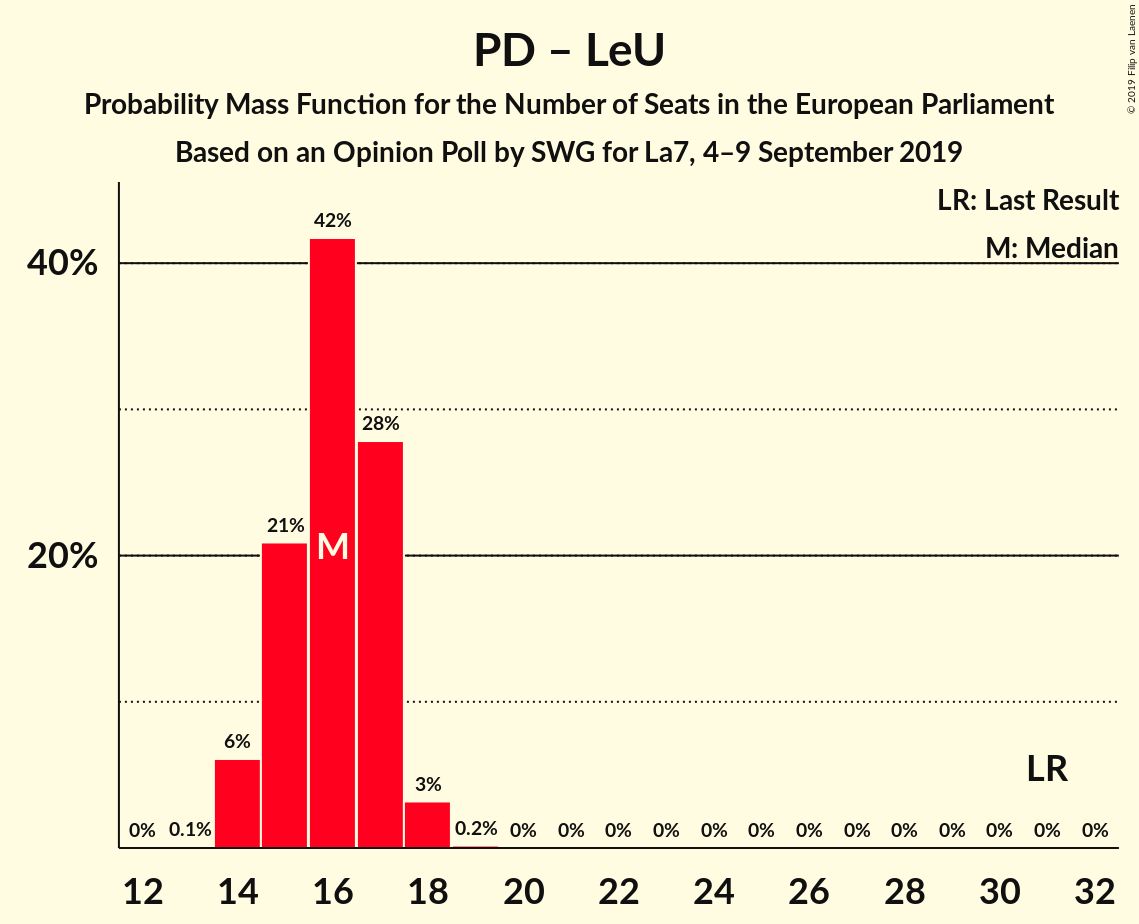 PD – LeU
Probability Mass Function for the Number of Seats in the European Parliament
Based on an Opinion Poll by SWG for La7, 4–9 September 2019
© 2019 Filip van Laenen
LR: Last Result
M: Median
40%
20%
42%
28%
21%
M
6%
3%
LR
0% 0.1% 0.2% 0% 0% 0% 0% 0% 0% 0% 0% 0% 0% 0% 0% 0%
12 14 16 18 20 22 24 26 28 30 32